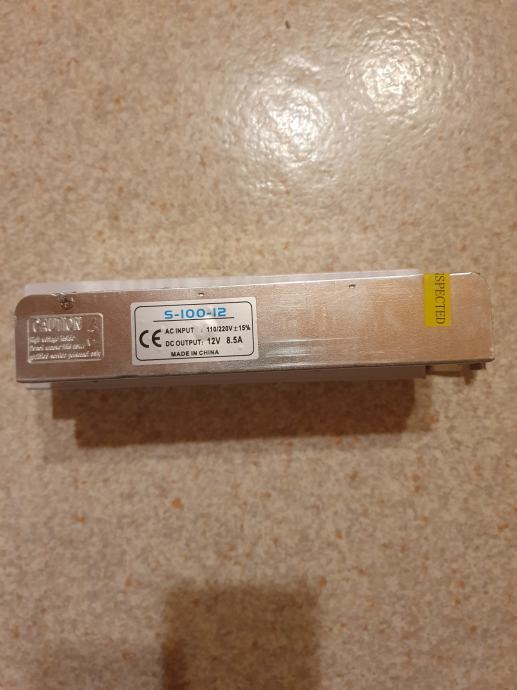 S-100-12
CE AC INPUT : 110/220V±15%
DC OUTPUT: 12V 8.5A
MADE IN CHINA
CAUTION
SPECTED